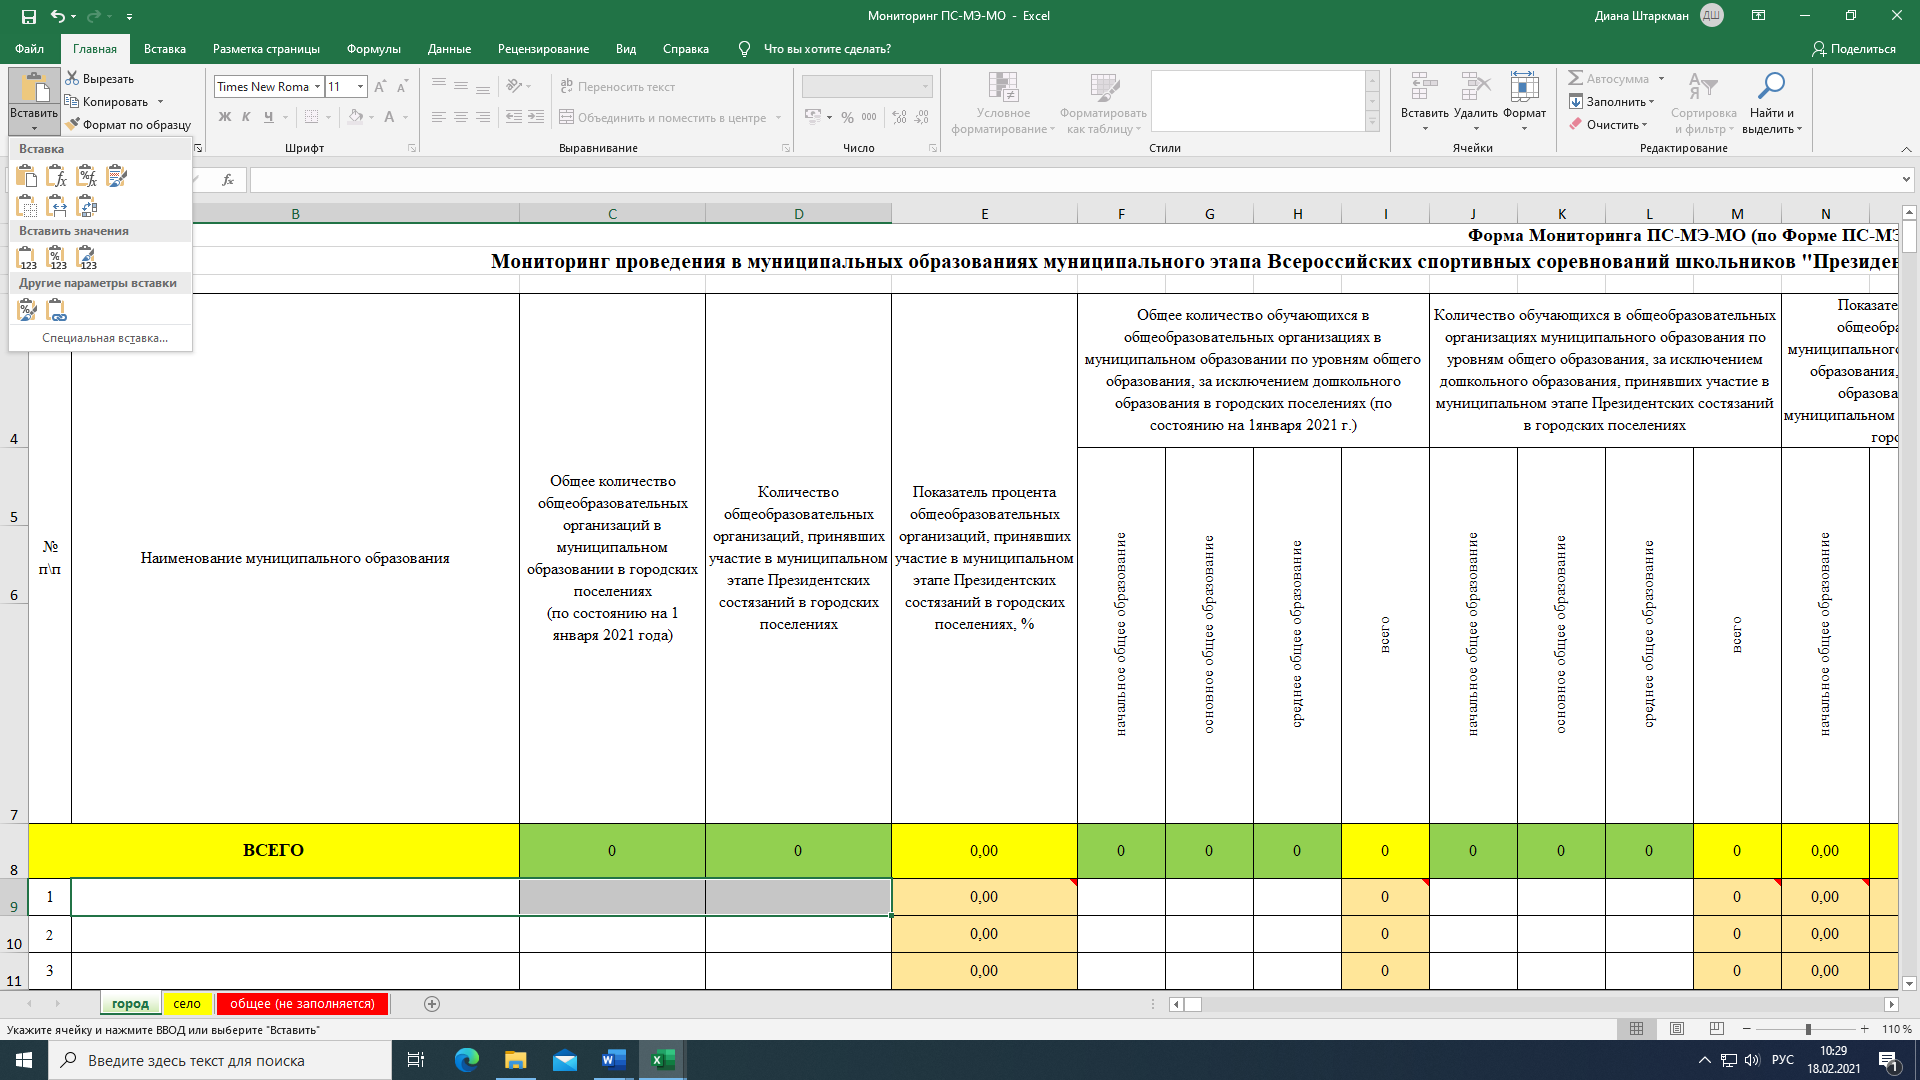 Мониторинг ПС-МЭ-МО - Excel
Диана Штаркман
ДШ
Файл
Главная
Вставка
Разметка страницы
Формулы
Данные
Рецензирование
Вид
Справка
Что вы хотите сделать?
Поделиться
Вставить
Вырезать
Копировать
Формат по образцу
Times New Roma
11
Ж К Ч
Шрифт
Переносить текст
Объединить и поместить в центре
Выравнивание
% 000
Число
Условное
форматирование
Форматировать
как таблицу
Стили
Вставить
Удалить
Формат
Ячейки
Автосумма
Заполнить
Очистить
Сортировка
и фильтр
Найти и
выделить
Редактирование
Вставка
Вставить значения
Другие параметры вставки
Специальная вставка...
fx
B C D E F G H I J K L M N
Форма Мониторинга ПС-МЭ-МО (по Форме ПС-МЭ
Мониторинг проведения в муниципальных образованиях муниципального этапа Всероссийских спортивных соревнований школьников "Президен
4
5
6
7
№
п\п
Наименование муниципального образования
Общее количество
общеобразовательных
организаций в
муниципальном
образовании в городских
поселениях
(по состоянию на 1
января 2021 года)
Количество
общеобразовательных
организаций, принявших
участие в муниципальном
этапе Президентских
состязаний в городских
поселениях
Показатель процента
общеобразовательных
организаций, принявших
участие в муниципальном
этапе Президентских
состязаний в городских
поселениях, %
Общее количество обучающихся в
общеобразовательных организациях в
муниципальном образовании по уровням общего
образования, за исключением дошкольного
образования в городских поселениях (по
состоянию на 1января 2021 г.)
Количество обучающихся в общеобразовательных
организациях муниципального образования по
уровням общего образования, за исключением
дошкольного образования, принявших участие в
муниципальном этапе Президентских состязаний
в городских поселениях
Показате
общеобра
муниципального
образования,
образова
муниципальном
горо
начальное общее образование
основное общее образование
среднее общее образование
всего
начальное общее образование
основное общее образование
среднее общее образование
всего
начальное общее образование
8 ВСЕГО 0 0 0,00 0 0 0 0 0 0 0 0 0,00
9 1 0,00 0 0 0,00
10 2 0,00 0 0 0,00
11 3 0,00 0 0 0,00
город
село
общее (не заполняется)
Укажите ячейку и нажмите ВВОД или выберите "Вставить"
110 %
Введите здесь текст для поиска
РУС
10:29
18.02.2021
1